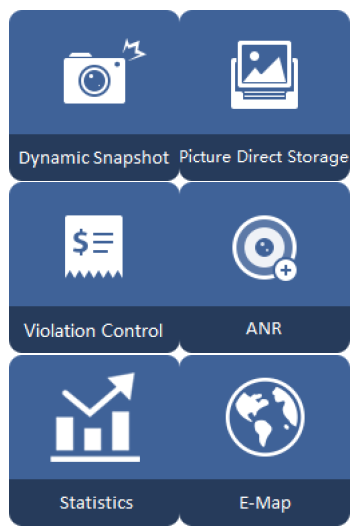 Dynamic Snapshot
Picture Direct Storage
$
Violation Control
ANR
Statistics
E-Map